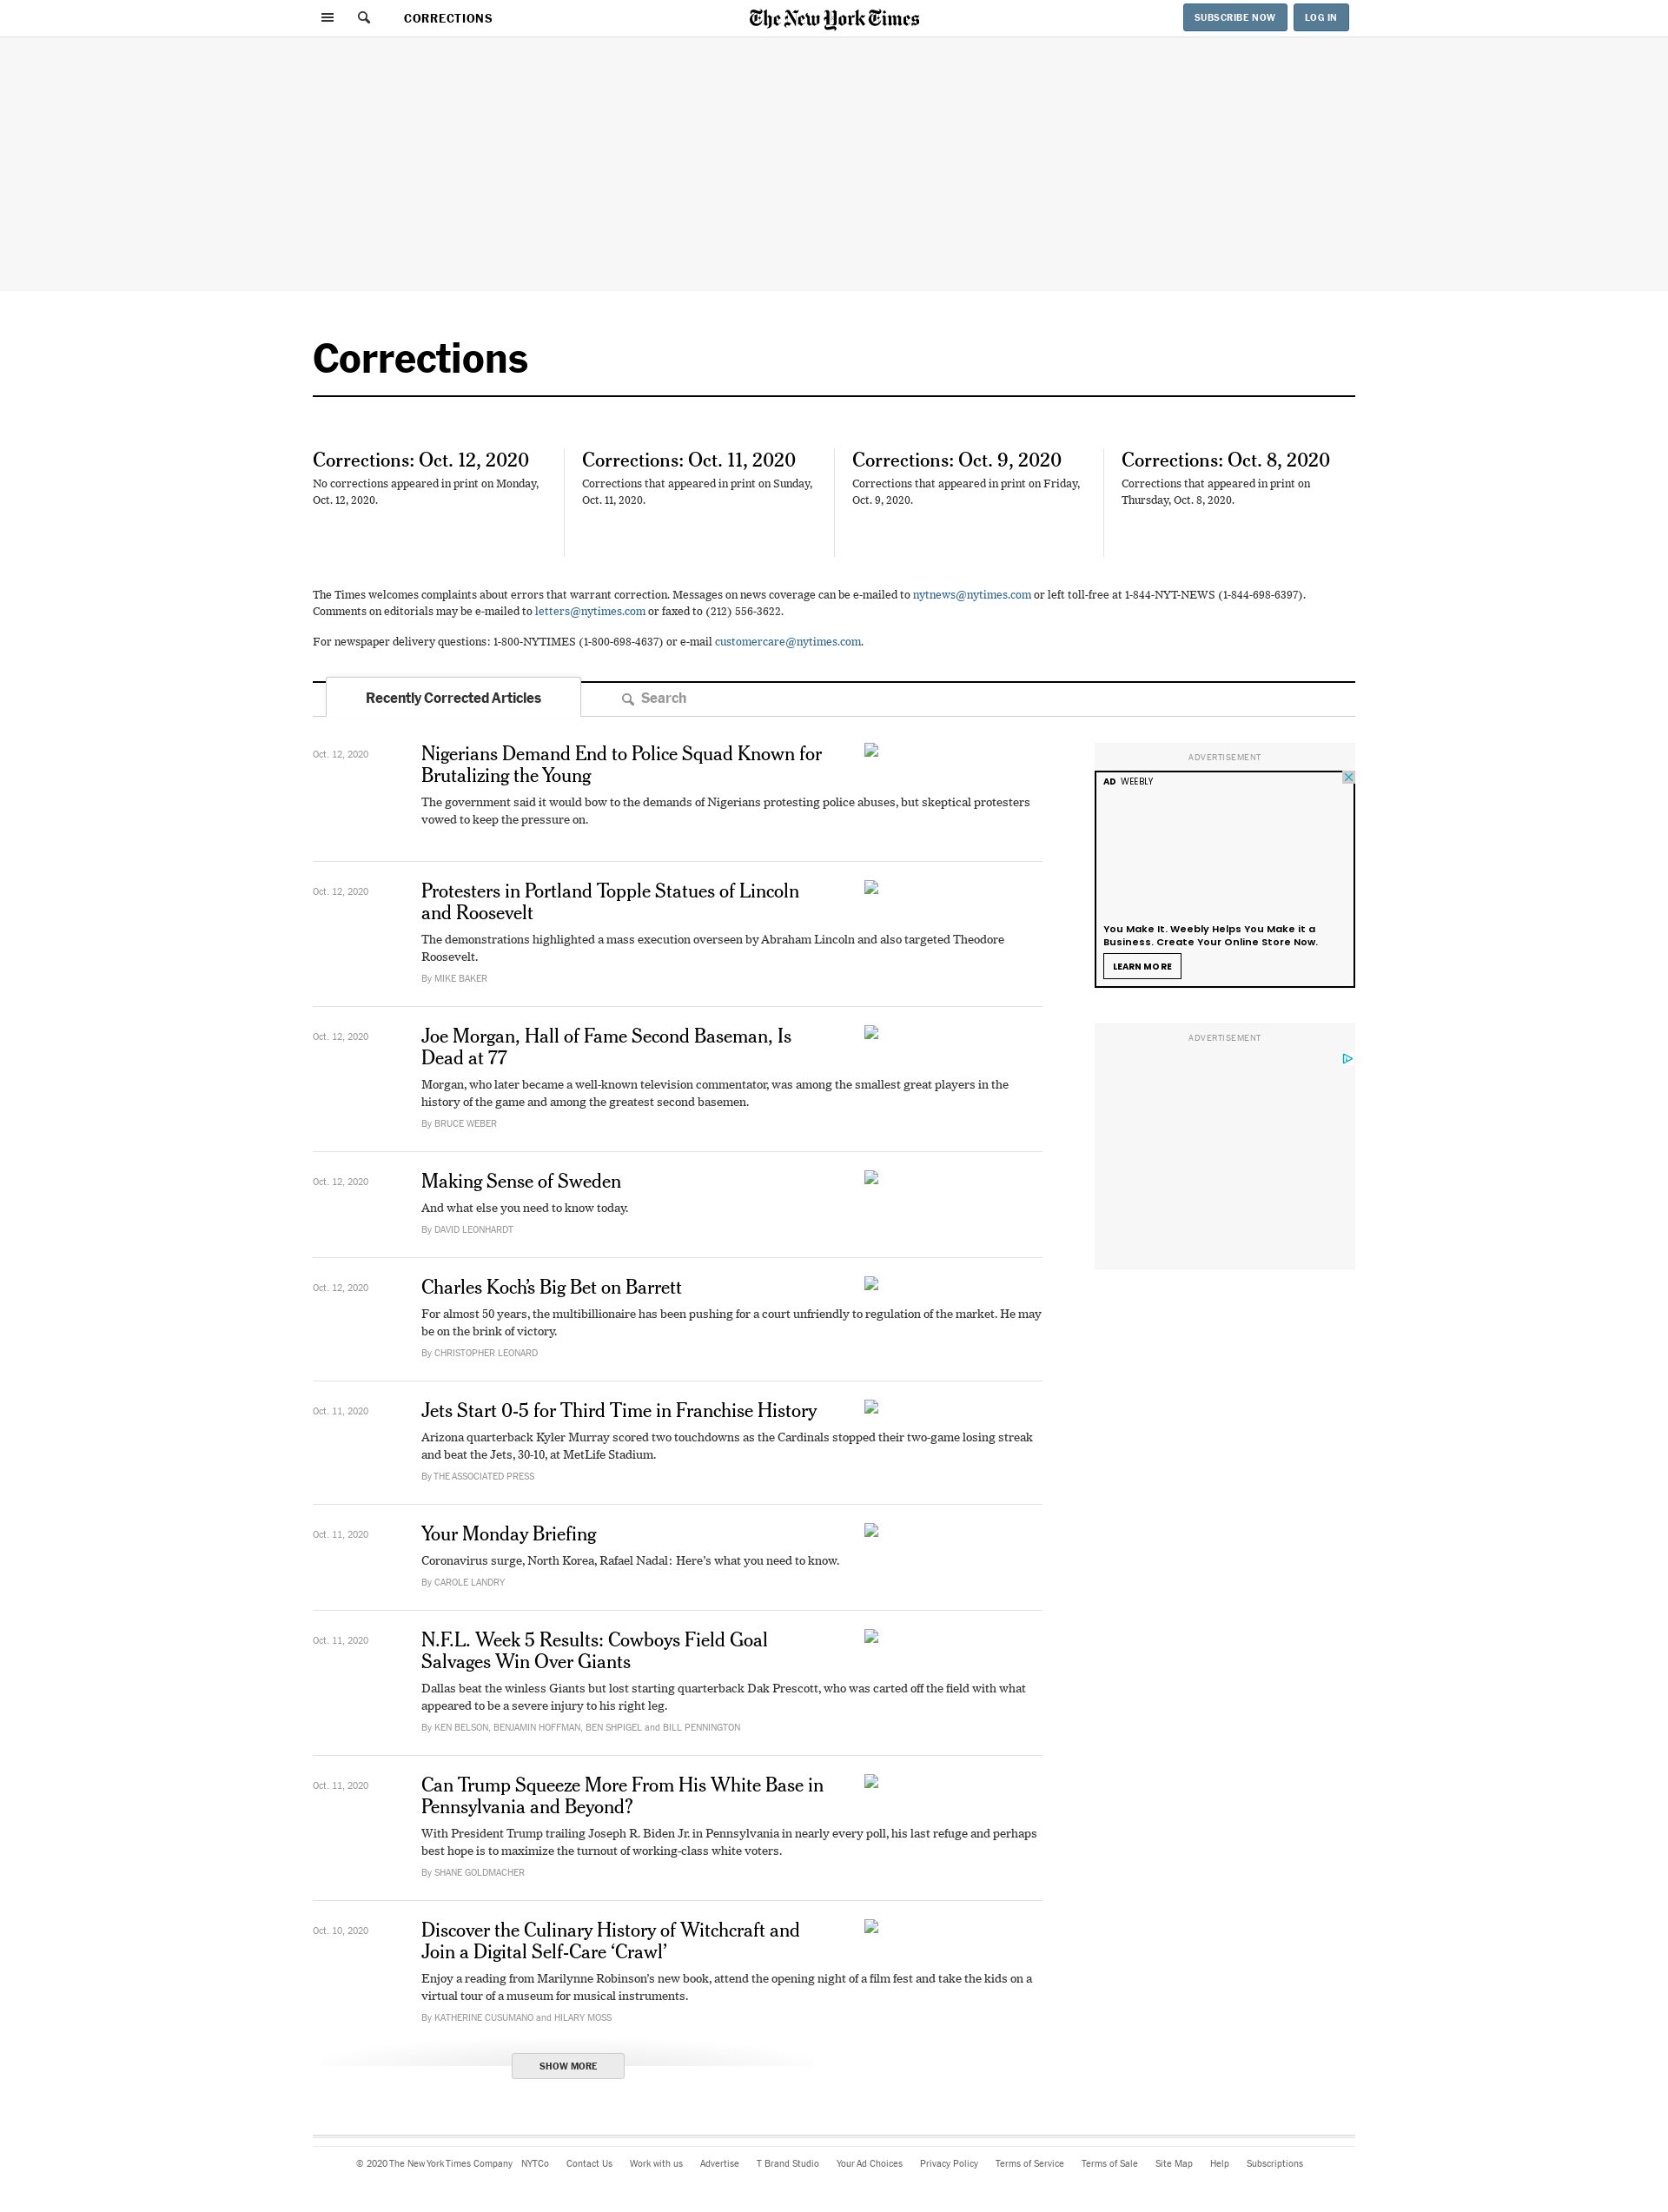 CORRECTIONS
The New York Times
SUBSCRIBE NOW
LOG IN
Corrections
Corrections: Oct. 12, 2020
No corrections appeared in print on Monday,
Oct. 12, 2020.
Corrections: Oct. 11, 2020
Corrections that appeared in print on Sunday,
Oct. 11, 2020.
Corrections: Oct. 9, 2020
Corrections that appeared in print on Friday,
Oct. 9, 2020.
Corrections: Oct. 8, 2020
Corrections that appeared in print on
Thursday, Oct. 8, 2020.
The Times welcomes complaints about errors that warrant correction. Messages on news coverage can be e-mailed to nytnews@nytimes.com or left toll-free at 1-844-NYT-NEWS (1-844-698-6397).
Comments on editorials may be e-mailed to letters@nytimes.com or faxed to (212) 556-3622.
For newspaper delivery questions: 1-800-NYTIMES (1-800-698-4637) or e-mail customercare@nytimes.com.
Recently Corrected Articles
Search
Oct. 12, 2020
Nigerians Demand End to Police Squad Known for
Brutalizing the Young
The government said it would bow to the demands of Nigerians protesting police abuses, but skeptical protesters
vowed to keep the pressure on.
Oct. 12, 2020
Protesters in Portland Topple Statues of Lincoln
and Roosevelt
The demonstrations highlighted a mass execution overseen by Abraham Lincoln and also targeted Theodore
Roosevelt.
By MIKE BAKER
Oct. 12, 2020
Joe Morgan, Hall of Fame Second Baseman, Is
Dead at 77
Morgan, who later became a well-known television commentator, was among the smallest great players in the
history of the game and among the greatest second basemen.
By BRUCE WEBER
Oct. 12, 2020
Making Sense of Sweden
And what else you need to know today.
By DAVID LEONHARDT
Oct. 12, 2020
Charles Koch's Big Bet on Barrett
For almost 50 years, the multibillionaire has been pushing for a court unfriendly to regulation of the market. He may
be on the brink of victory.
By CHRISTOPHER LEONARD
Oct. 11, 2020
Jets Start 0-5 for Third Time in Franchise History
Arizona quarterback Kyler Murray scored two touchdowns as the Cardinals stopped their two-game losing streak
and beat the Jets, 30-10, at MetLife Stadium.
By THE ASSOCIATED PRESS
Oct. 11, 2020
Your Monday Briefing
Coronavirus surge, North Korea, Rafael Nadal: Here's what you need to know.
By CAROLE LANDRY
Oct. 11, 2020
N.F.L. Week 5 Results: Cowboys Field Goal
Salvages Win Over Giants
Dallas beat the winless Giants but lost starting quarterback Dak Prescott, who was carted off the field with what
appeared to be a severe injury to his right leg.
By KEN BELSON, BENJAMIN HOFFMAN, BEN SHPIGEL and BILL PENNINGTON
Oct. 11, 2020
Can Trump Squeeze More From His White Base in
Pennsylvania and Beyond?
With President Trump trailing Joseph R. Biden Jr. in Pennsylvania in nearly every poll, his last refuge and perhaps
best hope is to maximize the turnout of working-class white voters.
By SHANE GOLDMACHER
Oct. 10, 2020
Discover the Culinary History of Witchcraft and
Join a Digital Self-Care ‘Crawl’
Enjoy a reading from Marilynne Robinson's new book, attend the opening night of a film fest and take the kids on a
virtual tour of a museum for musical instruments.
By KATHERINE CUSUMANO and HILARY MOSS
SHOW MORE
ADVERTISEMENT
AD WEEBLY
You Make It. Weebly Helps You Make it a
Business. Create Your Online Store Now.
LEARN MORE
ADVERTISEMENT
© 2020 The New York Times Company NYTCo Contact Us Work with us Advertise T Brand Studio Your Ad Choices Privacy Policy Terms of Service Terms of Sale Site Map Help Subscriptions